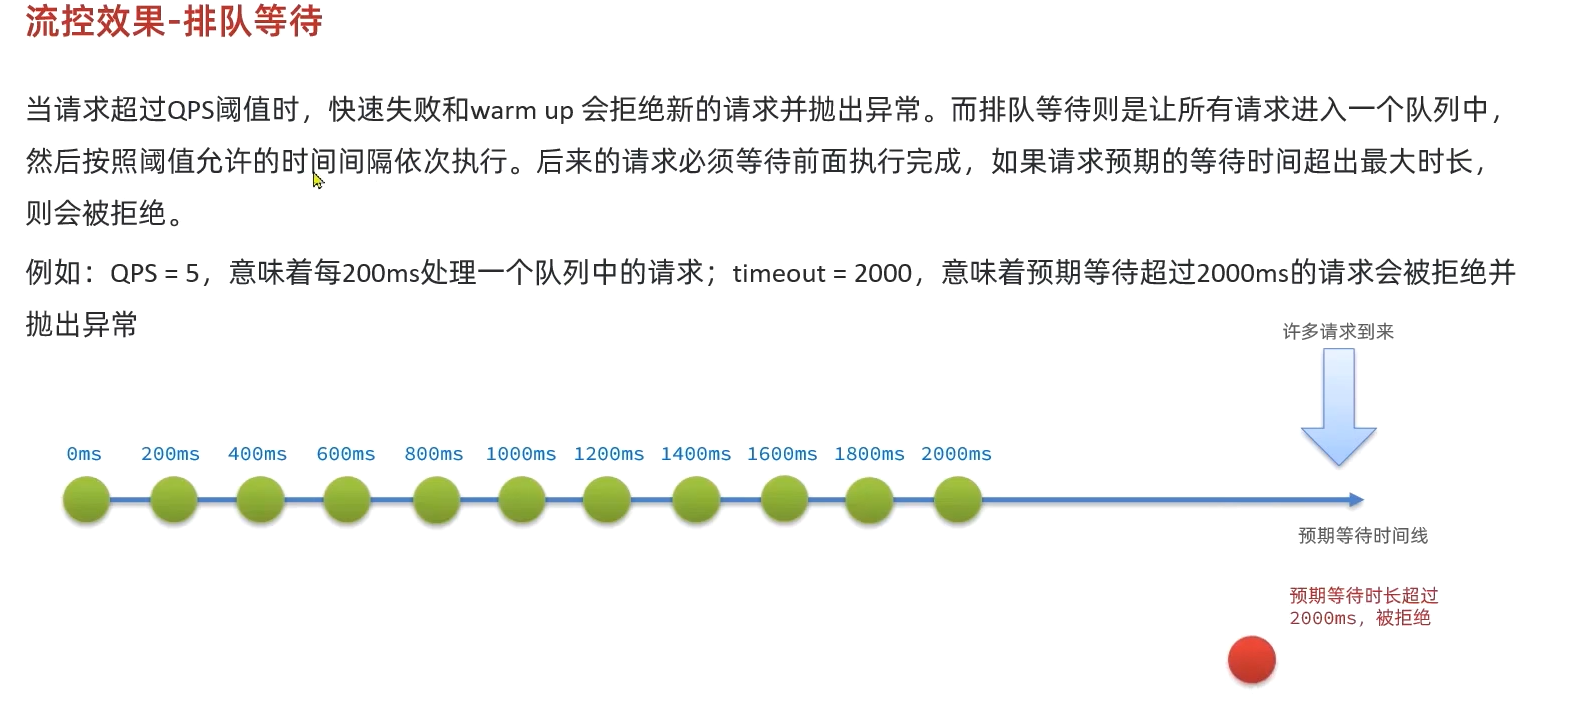 流控效果-排队等待
当请求超过QPS阈值时，快速失败和warm up 会拒绝新的请求并抛出异常。而排队等待则是让所有请求进入一个队列中，
然后按照阈值允许的时间间隔依次执行。后来的请求必须等待前面执行完成，如果请求预期的等待时间超出最大时长，
则会被拒绝。
例如：QPS = 5，意味着每200ms处理一个队列中的请求；timeout = 2000，意味着预期等待超过2000ms的请求会被拒绝并
抛出异常
许多请求到来
0ms 200ms 400ms 600ms 800ms 1000ms 1200ms 1400ms 1600ms 1800ms 2000ms
预期等待时间线
预期等待时长超过
2000ms，被拒绝